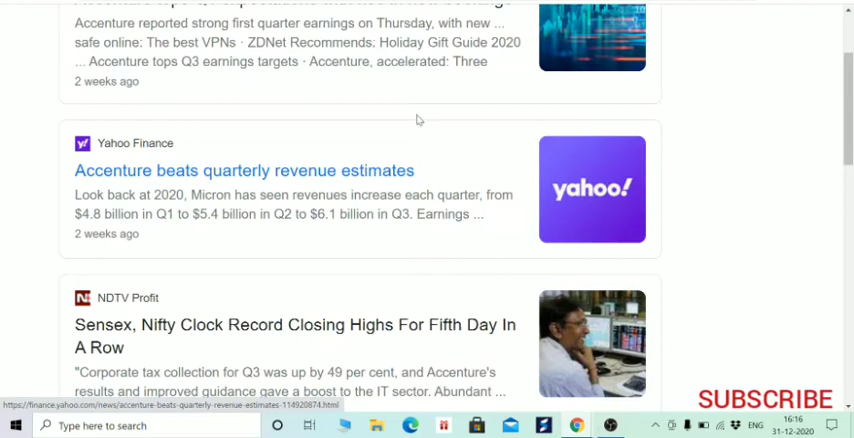 Accenture reported strong first quarter earnings on Thursday, with new ...
safe online: The best VPNs · ZDNet Recommends: Holiday Gift Guide 2020
... Accenture tops Q3 earnings targets · Accenture, accelerated: Three
2 weeks ago
y!
Yahoo Finance
Accenture beats quarterly revenue estimates
Look back at 2020, Micron has seen revenues increase each quarter, from
$4.8 billion in Q1 to $5.4 billion in Q2 to $6.1 billion in Q3. Earnings ...
2 weeks ago
yahoo!
NDTV Profit
Sensex, Nifty Clock Record Closing Highs For Fifth Day In
A Row
"Corporate tax collection for Q3 was up by 49 per cent, and Accenture's
results and improved guidance gave a boost to the IT sector. Abundant ...
SUBSCRIBE
https://finance.yahoo.com/news/accenture-beats-quarterly-revenue-estimates-114920874.html
Type here to search
ENG
16:16
31-12-2020